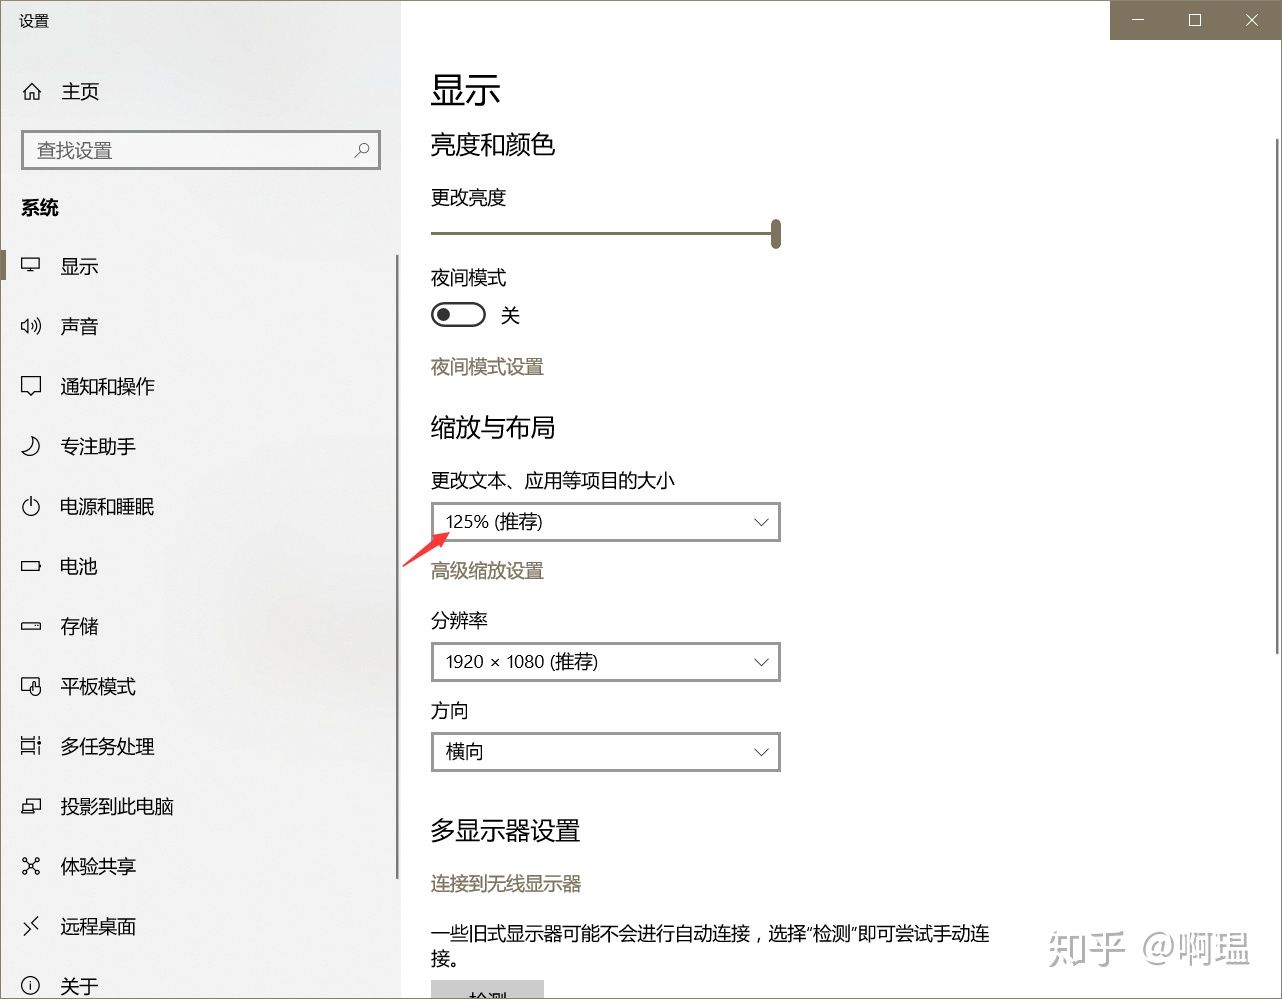 设置
主页
查找设置
系统
显示
声音
通知和操作
专注助手
电源和睡眠
电池
存储
平板模式
多任务处理
投影到此电脑
体验共享
远程桌面
关于
显示
亮度和颜色
更改亮度
夜间模式
关
夜间模式设置
缩放与布局
更改文本、应用等项目的大小
125% (推荐)
高级缩放设置
分辨率
1920 × 1080 (推荐)
方向
横向
多显示器设置
连接到无线显示器
一些旧式显示器可能不会进行自动连接，选择“检测”即可尝试手动连
接。
检测
知乎 @啊瑥